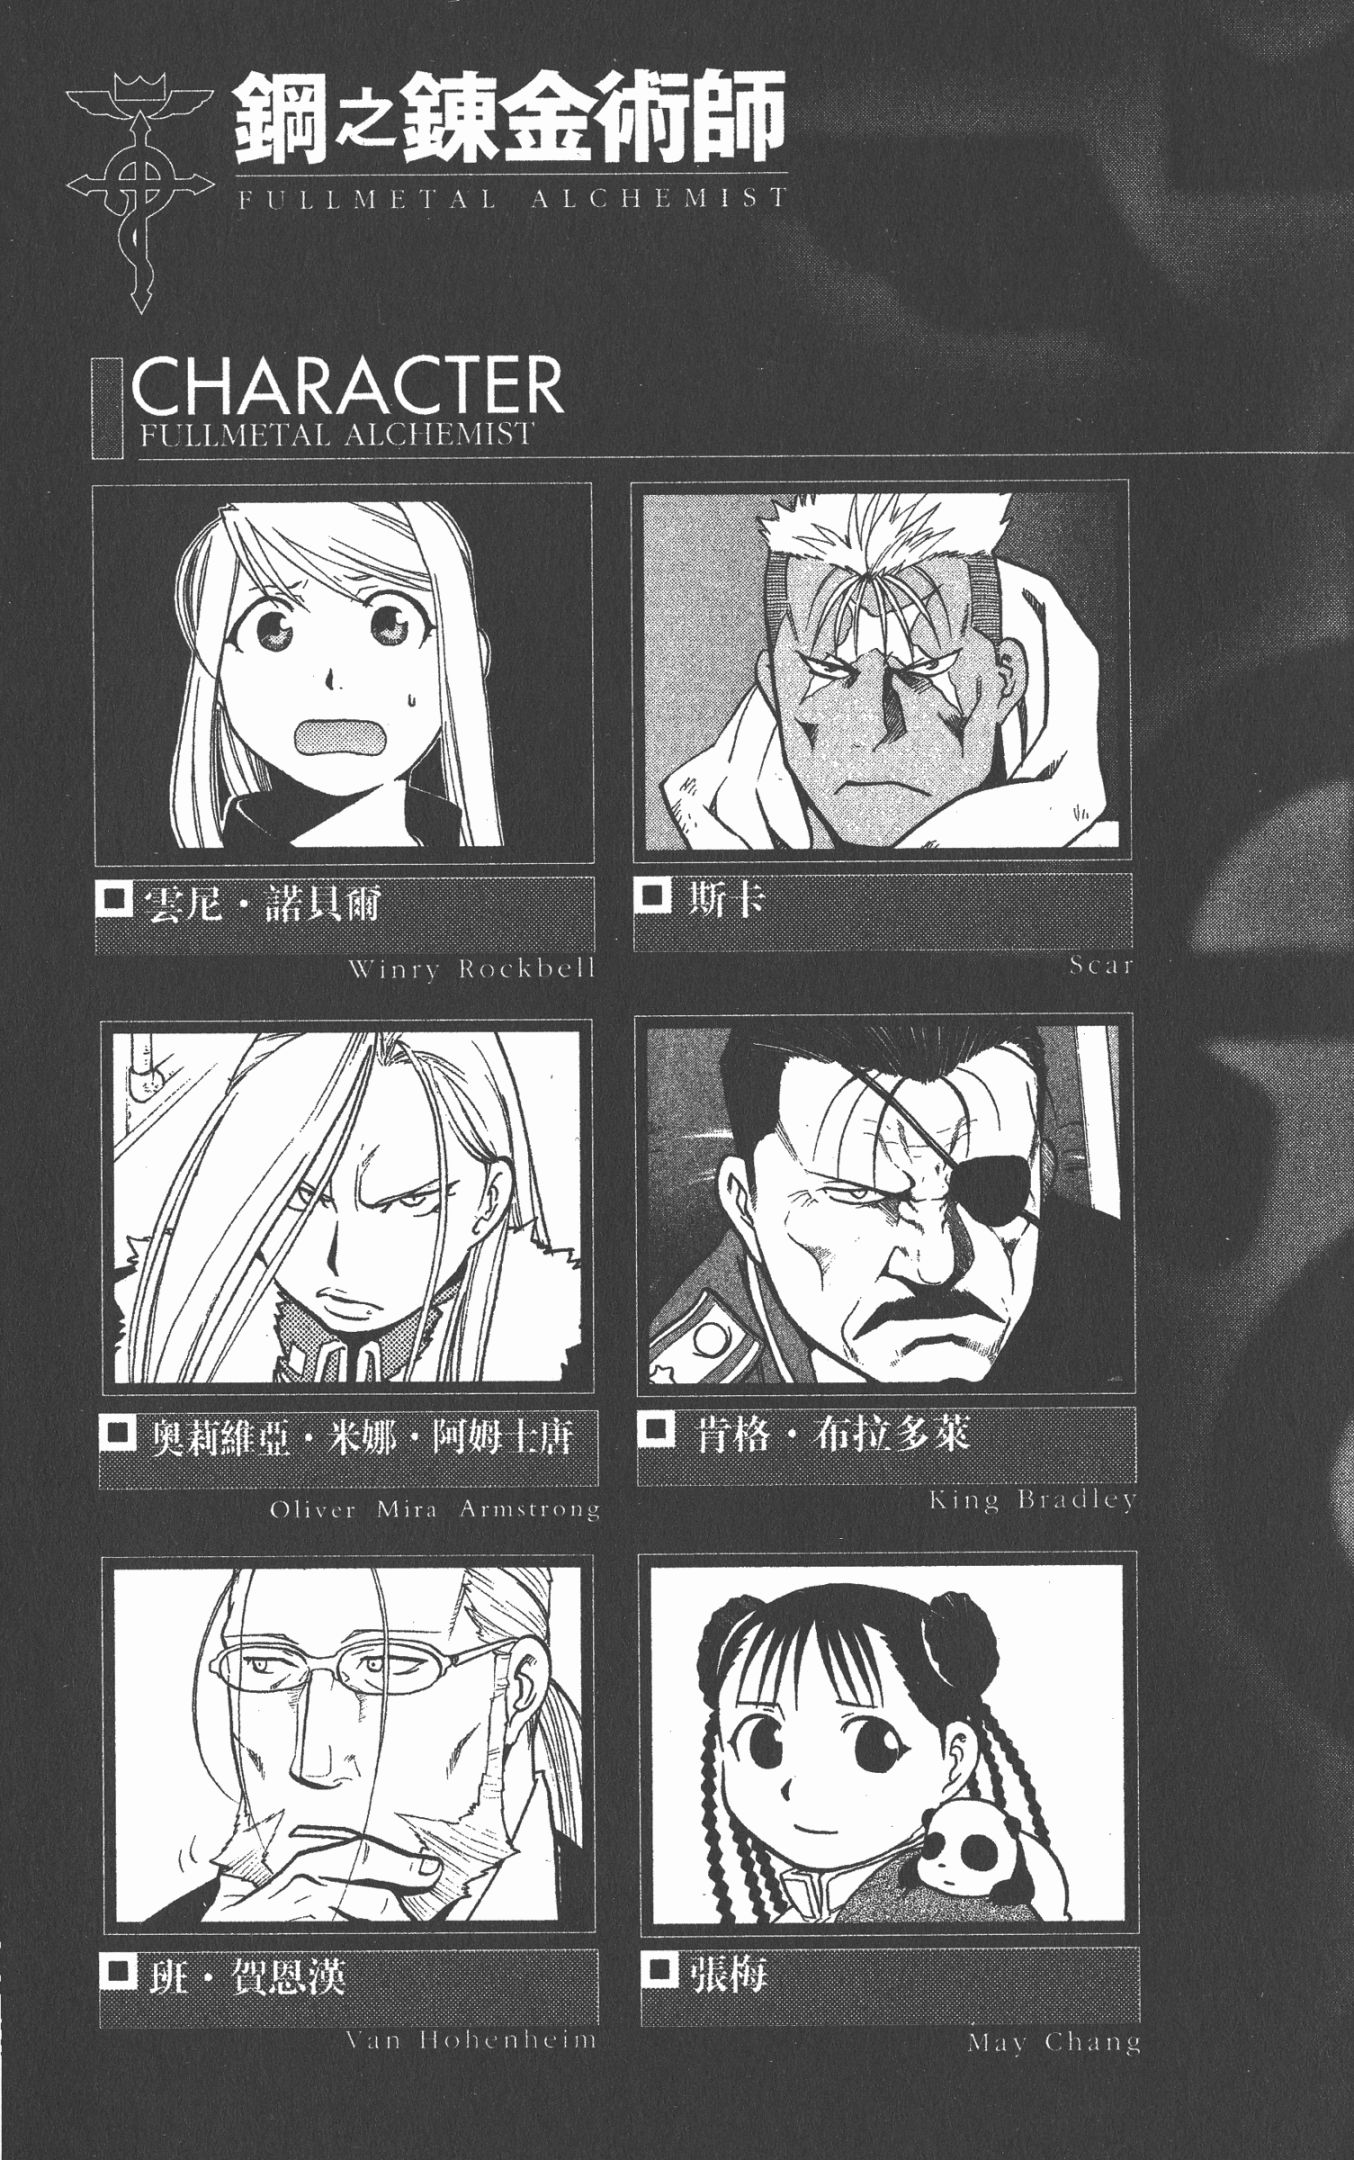 鋼之錬金術師
FULLMETAL ALCHEMIST
CHARACTER
FULLMETAL ALCHEMIST
雲尼・諾貝爾
Winry Rockbell
斯卡
Scar
奧莉維亞・米娜・阿姆士唐
Oliver Mira Armstrong
肯格・布拉多萊
King Bradley
班・賀恩漢
Van Hohenheim
張梅
May Chang